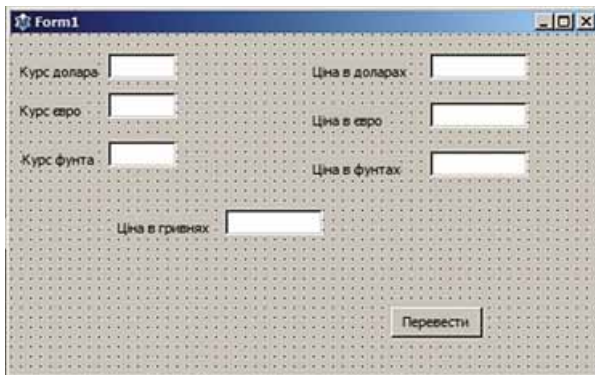 Form1
Курс долара
Ціна в доларах
Курс євро
Ціна в євро
Курс фунта
Ціна в фунтах
Ціна в гривнях
Перевести